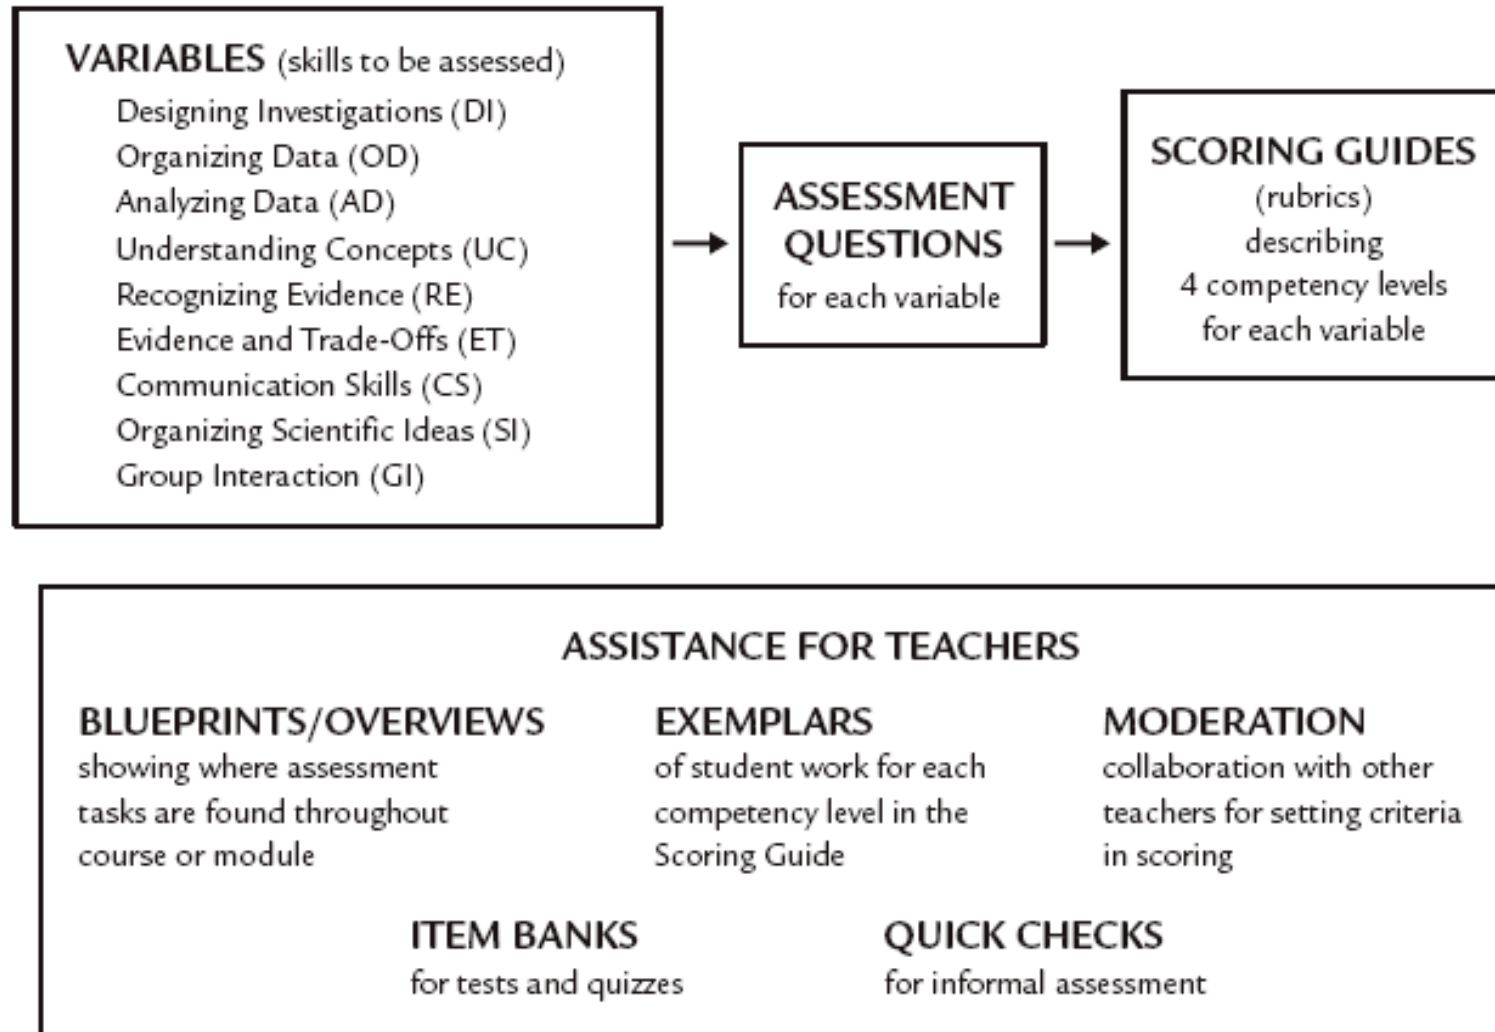 VARIABLES (skills to be assessed)
Designing Investigations (DI)
Organizing Data (OD)
Analyzing Data (AD)
Understanding Concepts (UC)
Recognizing Evidence (RE)
Evidence and Trade-Offs (ET)
Communication Skills (CS)
Organizing Scientific Ideas (SI)
Group Interaction (GI)
ASSESSMENT
QUESTIONS
for each variable
SCORING GUIDES
(rubrics)
describing
4 competency levels
for each variable
ASSISTANCE FOR TEACHERS
BLUEPRINTS/OVERVIEWS
showing where assessment
tasks are found throughout
course or module
EXEMPLARS
of student work for each
competency level in the
Scoring Guide
MODERATION
collaboration with other
teachers for setting criteria
in scoring
ITEM BANKS
for tests and quizzes
QUICK CHECKS
for informal assessment